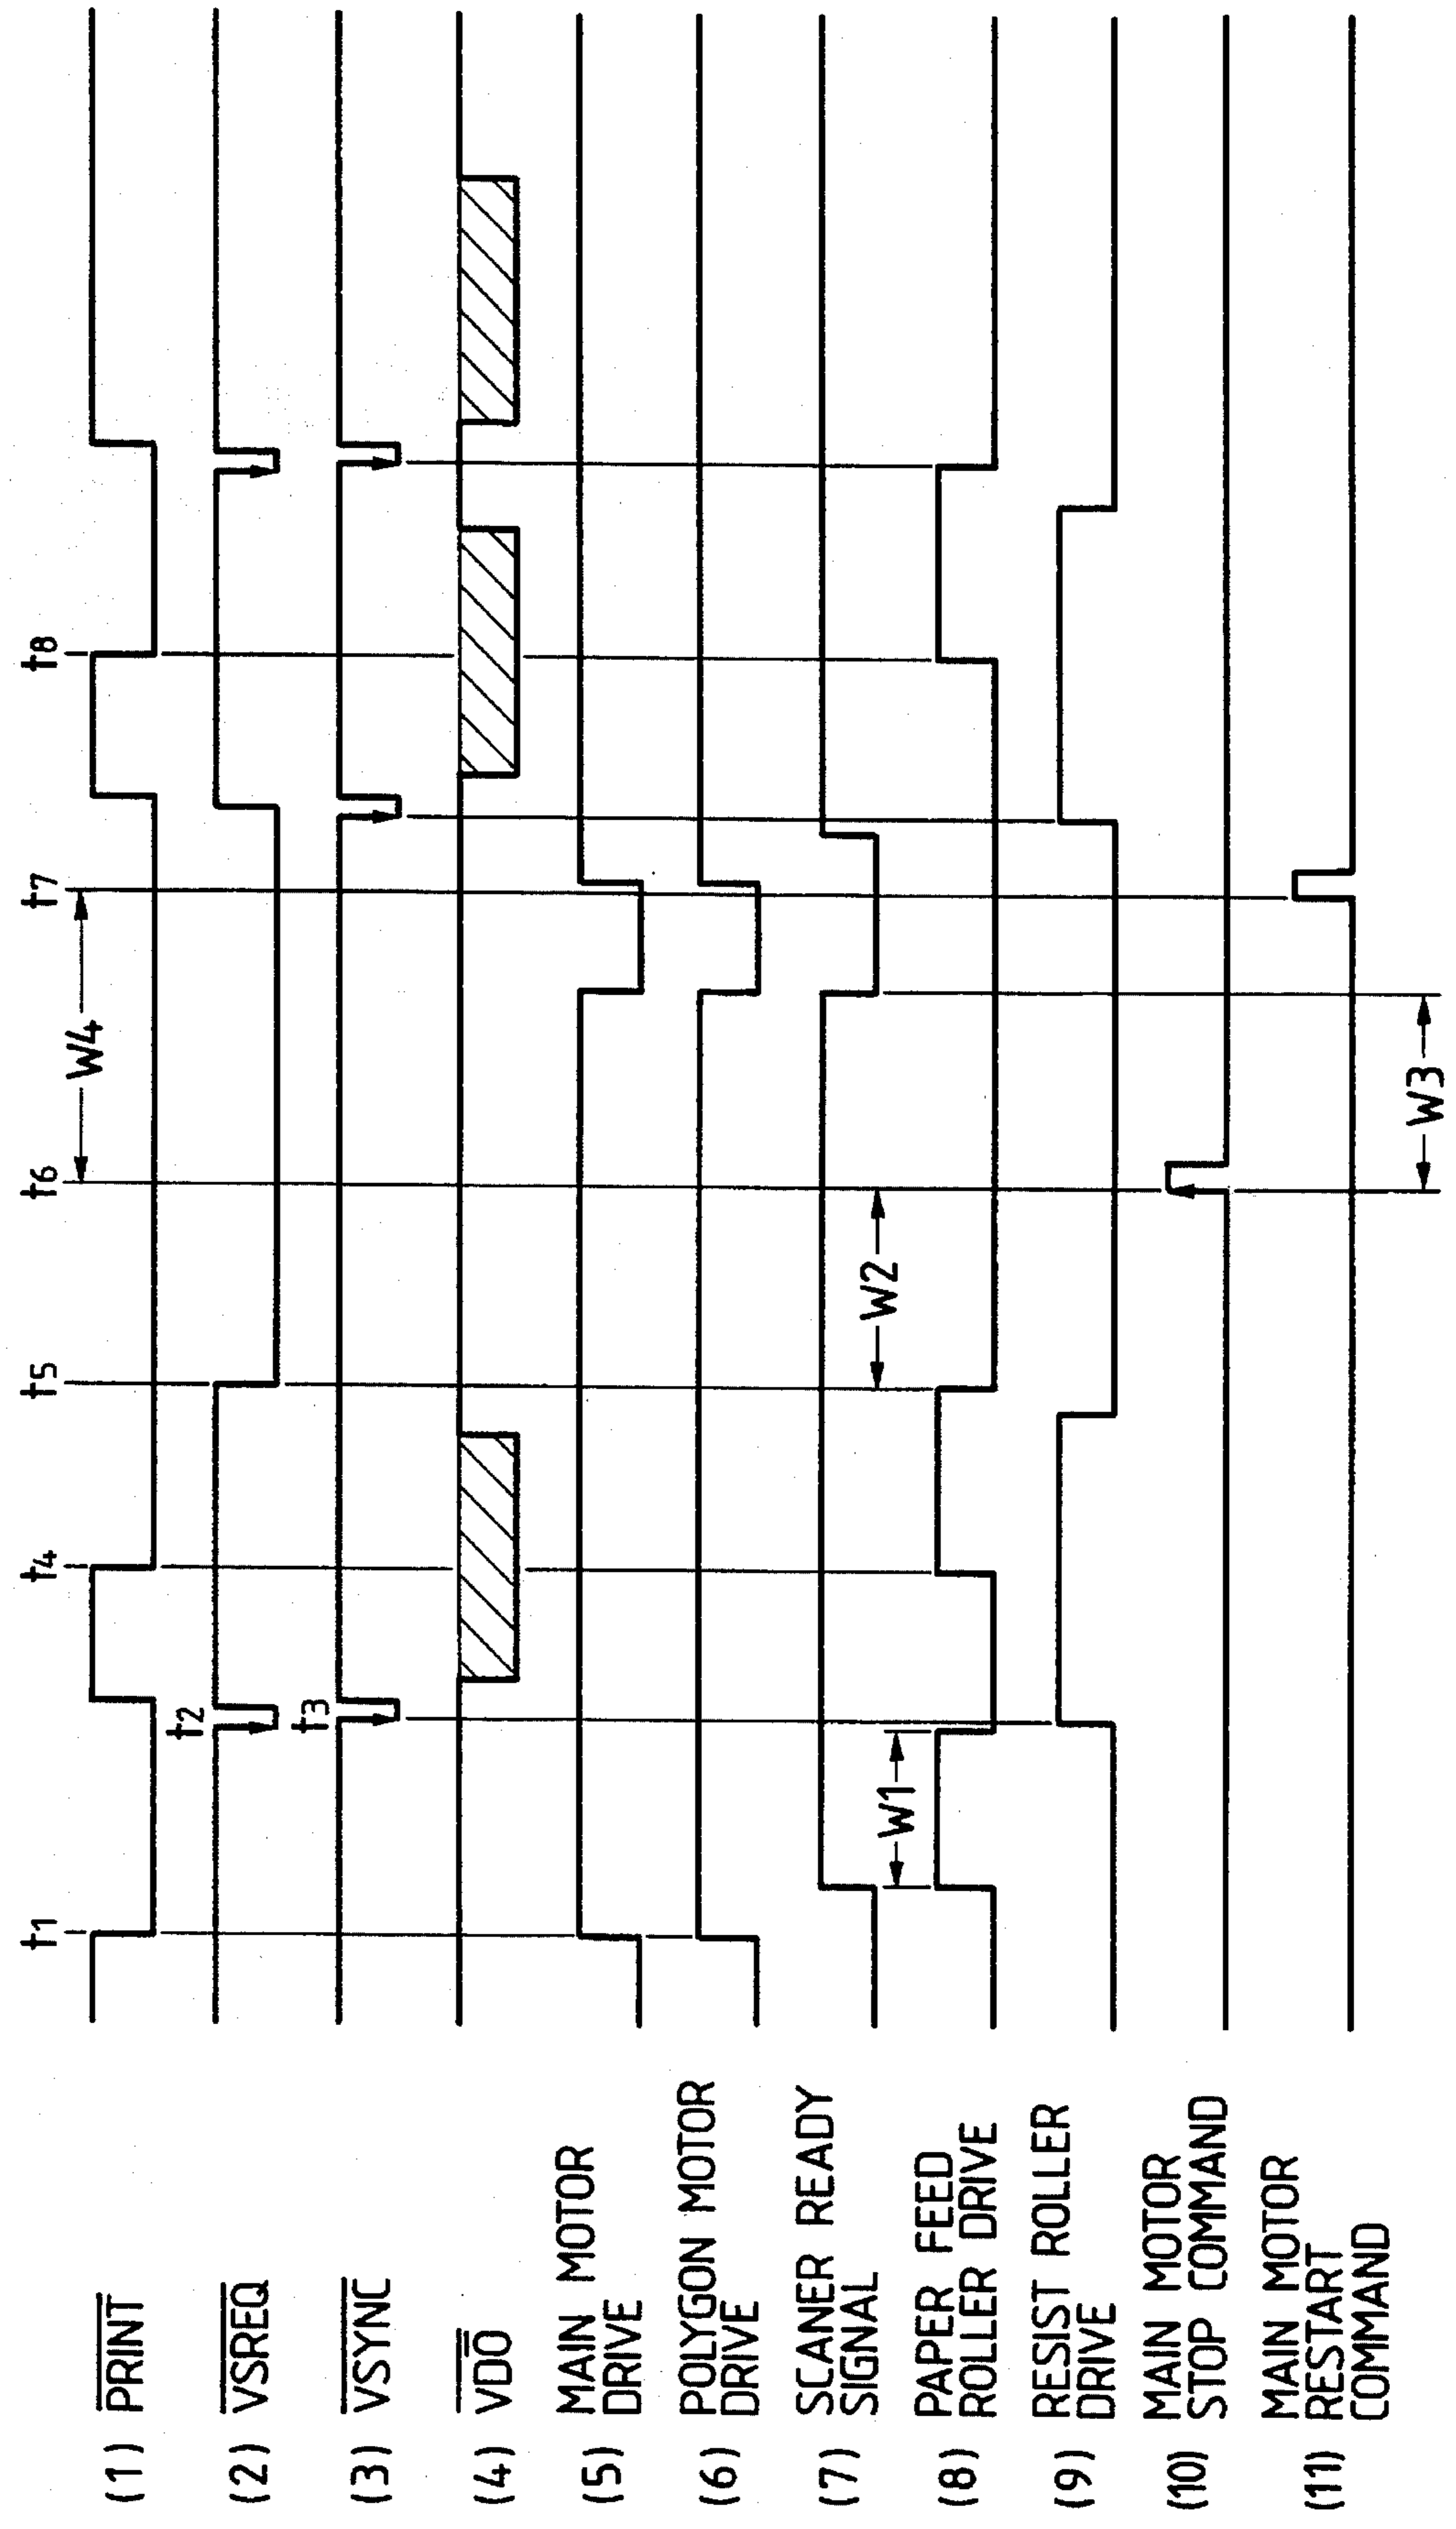 t1 t4 t5 t6 t7 t8
W4
(1) PRINT
t2
(2) VSREQ
t3
(3) VSYNC
(4) VDO
(5) MAIN MOTOR
DRIVE
(6) POLYGON MOTOR
DRIVE
(7) SCANER READY
SIGNAL
W1
W2
(8) PAPER FEED
ROLLER DRIVE
(9) RESIST ROLLER
DRIVE
(10) MAIN MOTOR
STOP COMMAND
(11) MAIN MOTOR
RESTART
COMMAND
W3